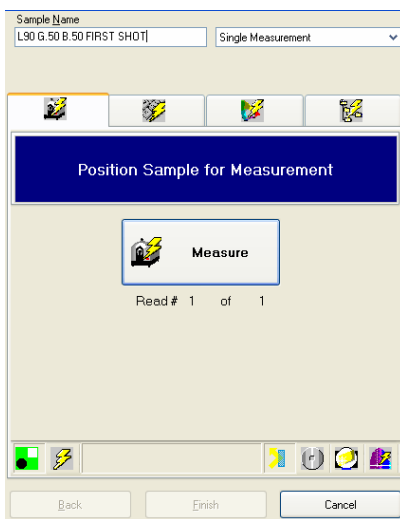 Sample Name
L90 G.50 B.50 FIRST SHOT
Single Measurement
Position Sample for Measurement
Measure
Read # 1 of 1
Back
Finish
Cancel